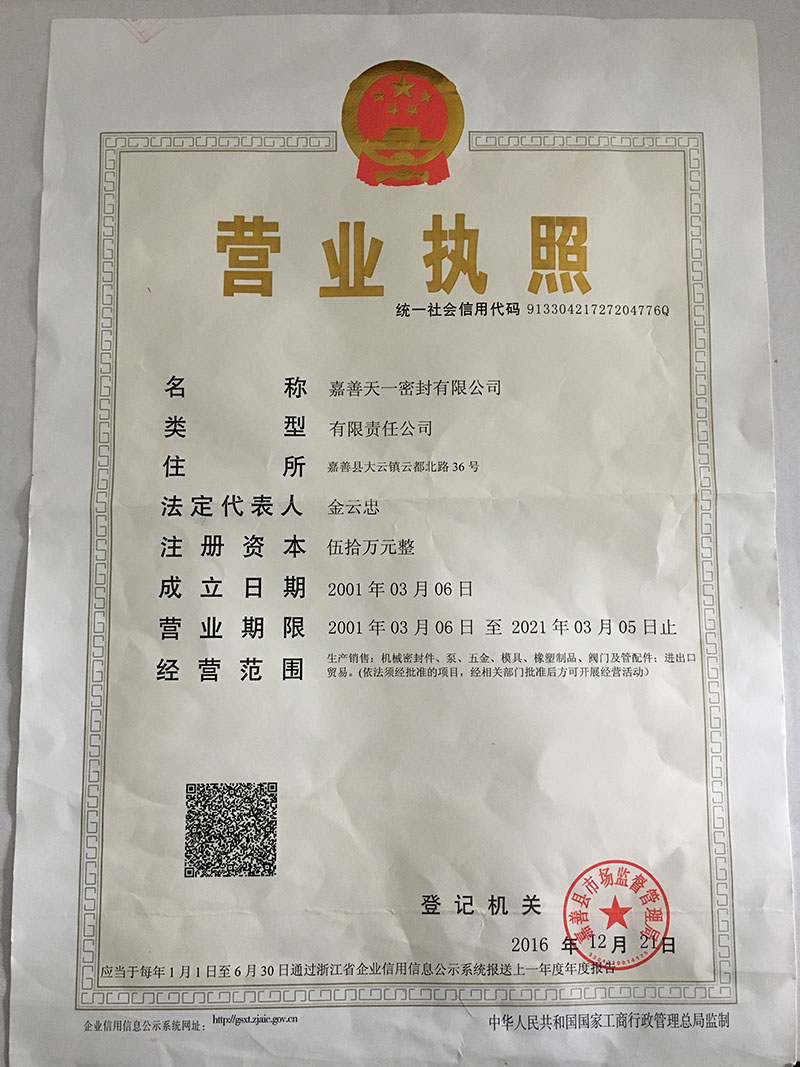 营业执照
统一社会信用代码 91330421727204776Q
名称 嘉善天一密封有限公司
类型 有限责任公司
住所 嘉善县大云镇云都北路36号
法定代表人 金云忠
注册资本 伍拾万元整
成立日期 2001年03月06日
营业期限 2001年03月06日 至 2021年03月05日止
经营范围 生产销售：机械密封件、泵、五金、模具、橡塑制品、阀门及管配件；进出口
贸易。(依法须经批准的项目，经相关部门批准后方可开展经营活动）
登记机关
嘉善县市场监督管理局
2016 年 12 月 21 日
应当于每年1月1日至6月30日通过浙江省企业信用信息公示系统报送上一年度年度报告
企业信用信息公示系统网址： http://gsxt.zjaic.gov.cn
中华人民共和国国家工商行政管理总局监制